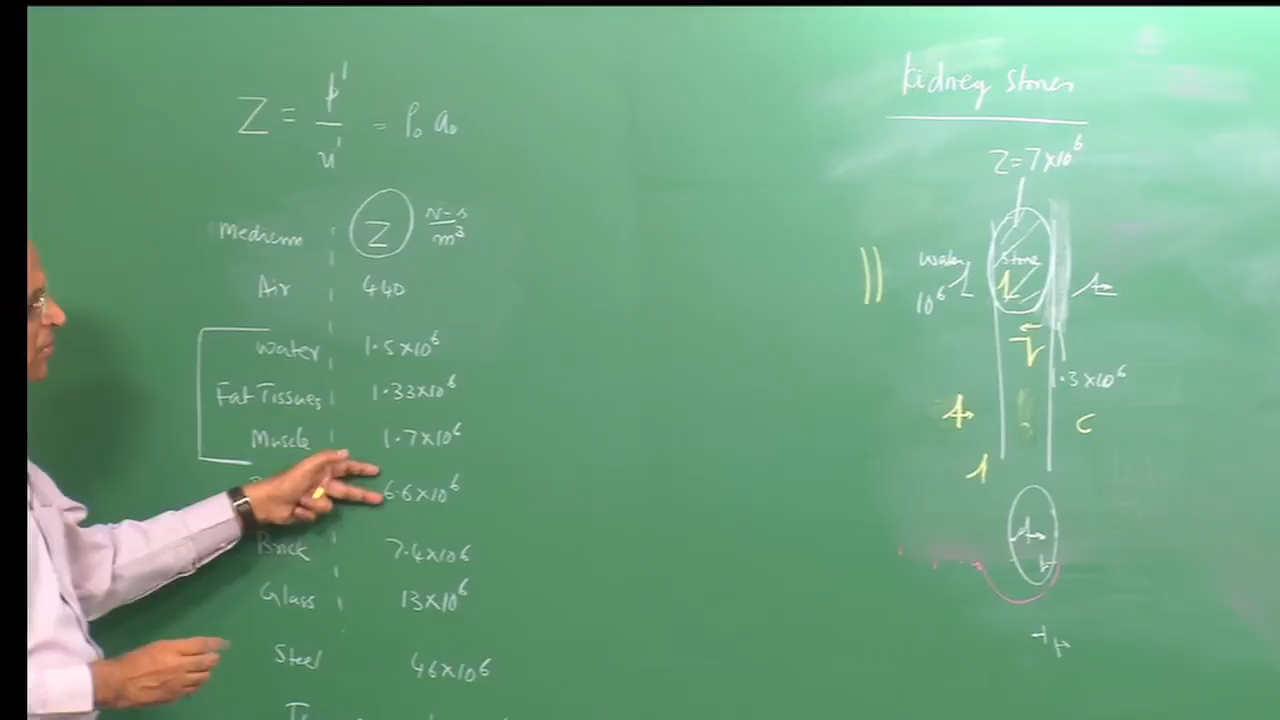 Z = p' / u' = ρ₀ a₀
Medium Z N-s/m³
Air 440
Water 1.5×10⁶
Fat Tissues 1.33×10⁶
Muscle 1.7×10⁶
6.6×10⁶
Brick 7.4×10⁶
Glass 13×10⁶
Steel 46×10⁶
Kidney Stones
Z = 7×10⁶
Water Stone
10⁶
1.3×10⁶
C